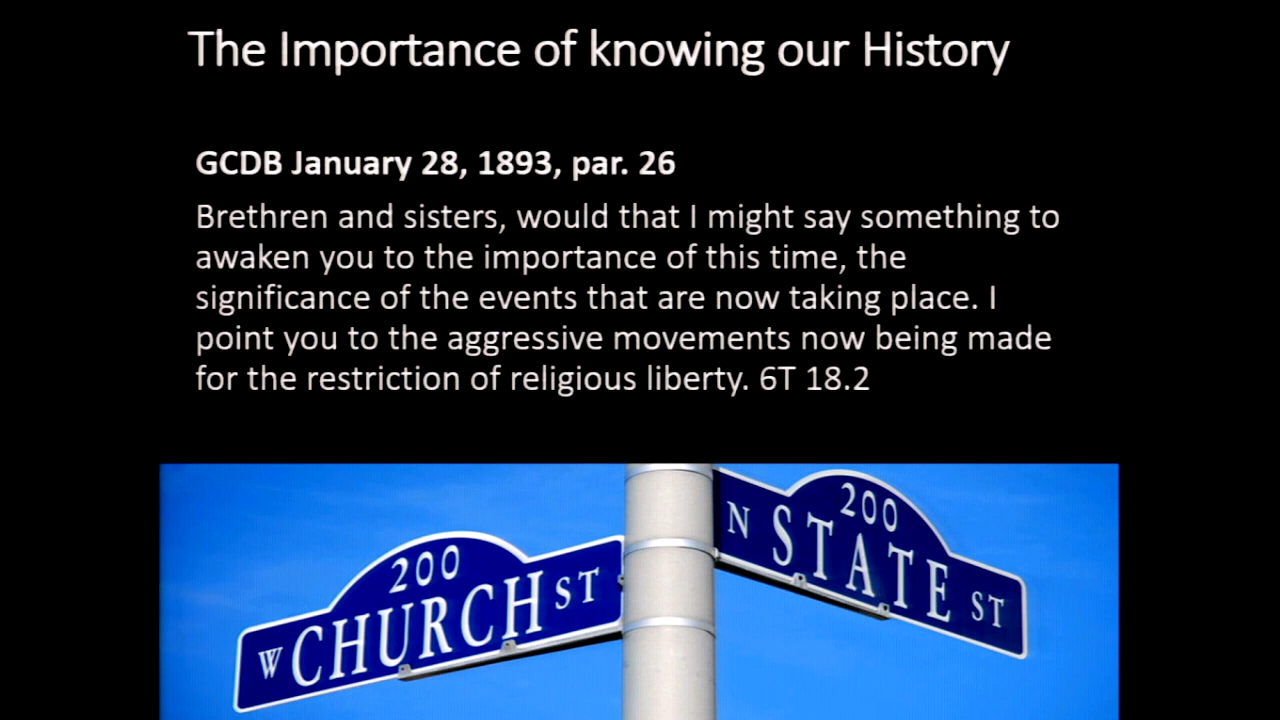 The Importance of knowing our History
GCDB January 28, 1893, par. 26
Brethren and sisters, would that I might say something to
awaken you to the importance of this time, the
significance of the events that are now taking place. I
point you to the aggressive movements now being made
for the restriction of religious liberty. 6T 18.2
200
W CHURCH ST
200
N STATE ST